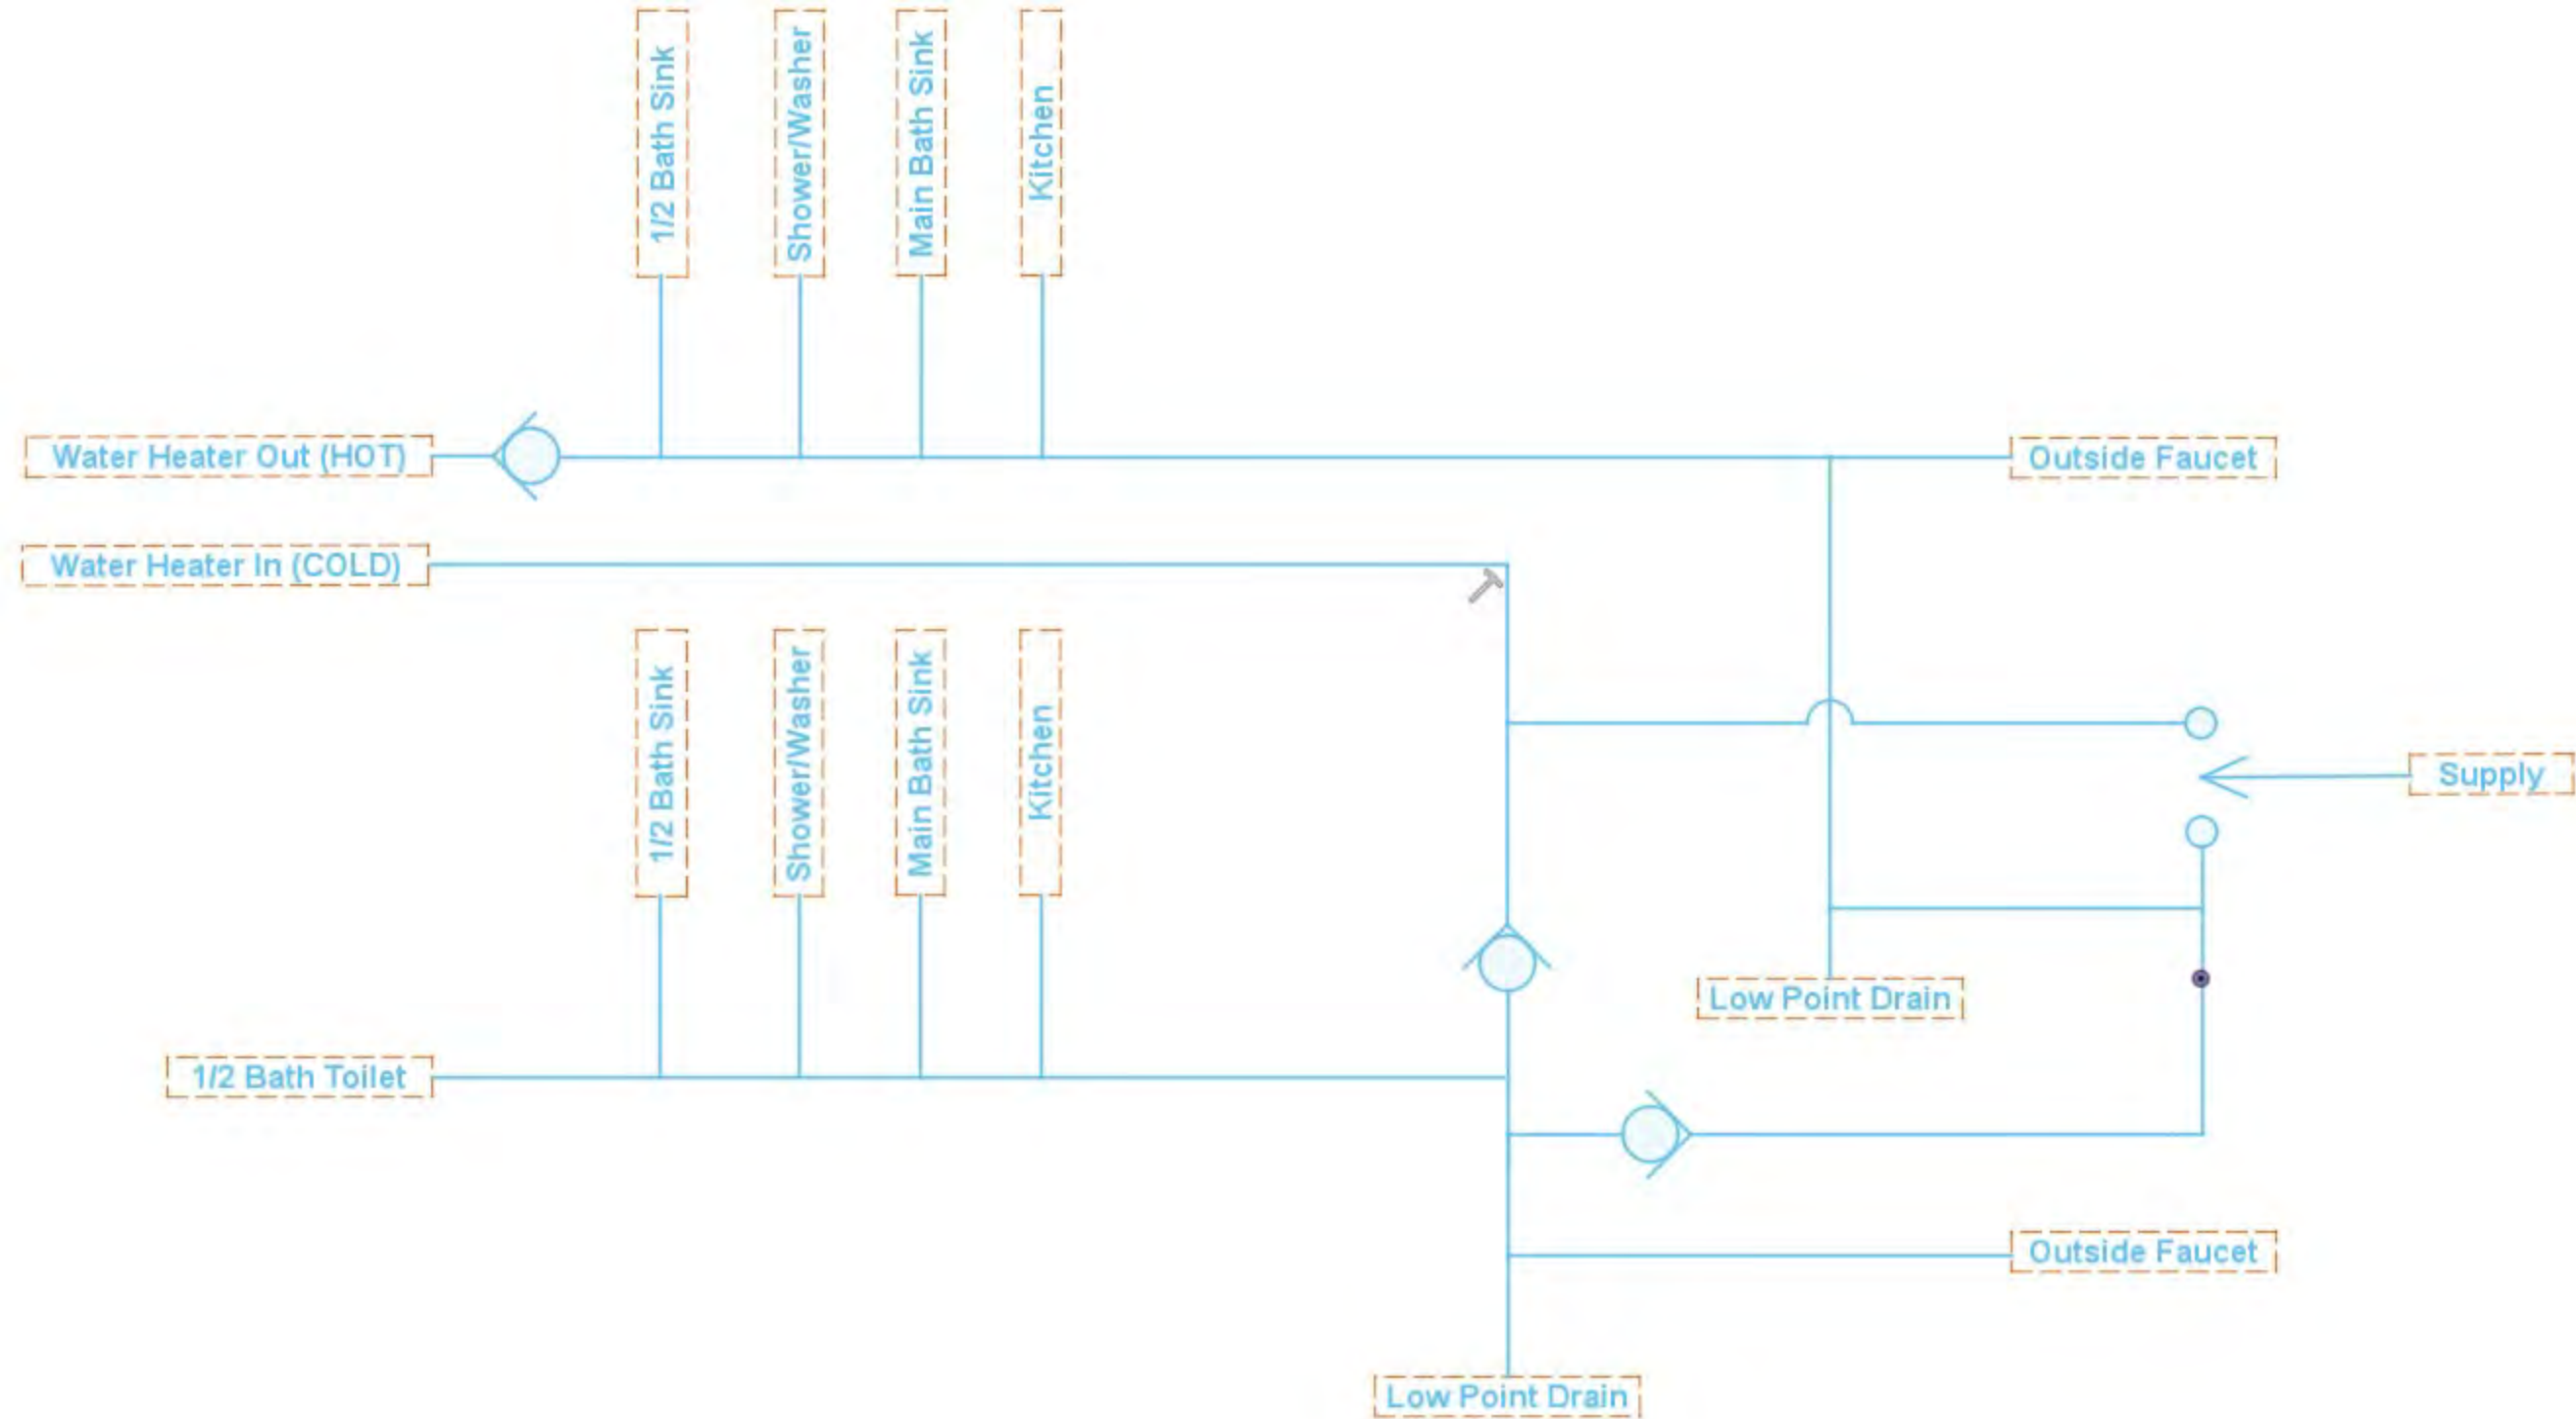 1/2 Bath Sink
Shower/Washer
Main Bath Sink
Kitchen
Water Heater Out (HOT)
Outside Faucet
Water Heater In (COLD)
1/2 Bath Sink
Shower/Washer
Main Bath Sink
Kitchen
Supply
Low Point Drain
1/2 Bath Toilet
Outside Faucet
Low Point Drain